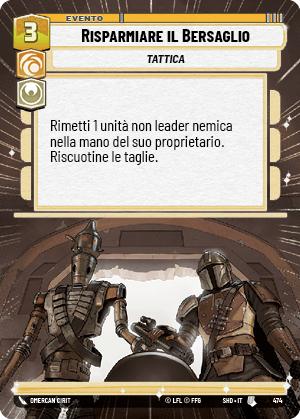 EVENTO
3
RISPARMIARE IL BERSAGLIO
TATTICA
Rimetti 1 unità non leader nemica
nella mano del suo proprietario.
Riscuotine le taglie.
OMERCAN CIRIT
© LFL © FFG
SHD • IT
474